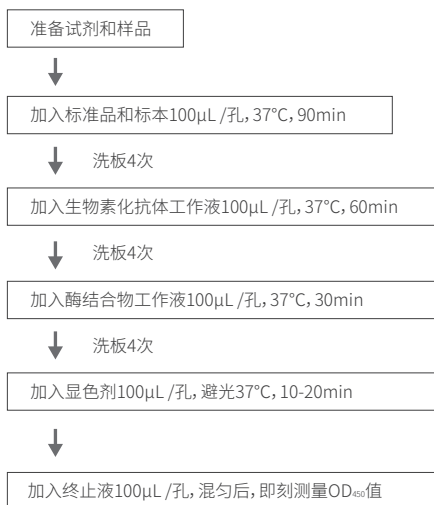 准备试剂和样品
加入标准品和标本100μL /孔，37°C，90min
洗板4次
加入生物素化抗体工作液100μL /孔，37°C，60min
洗板4次
加入酶结合物工作液100μL /孔，37°C，30min
洗板4次
加入显色剂100μL /孔，避光37°C，10-20min
加入终止液100μL /孔，混匀后，即刻测量OD₄₅₀值